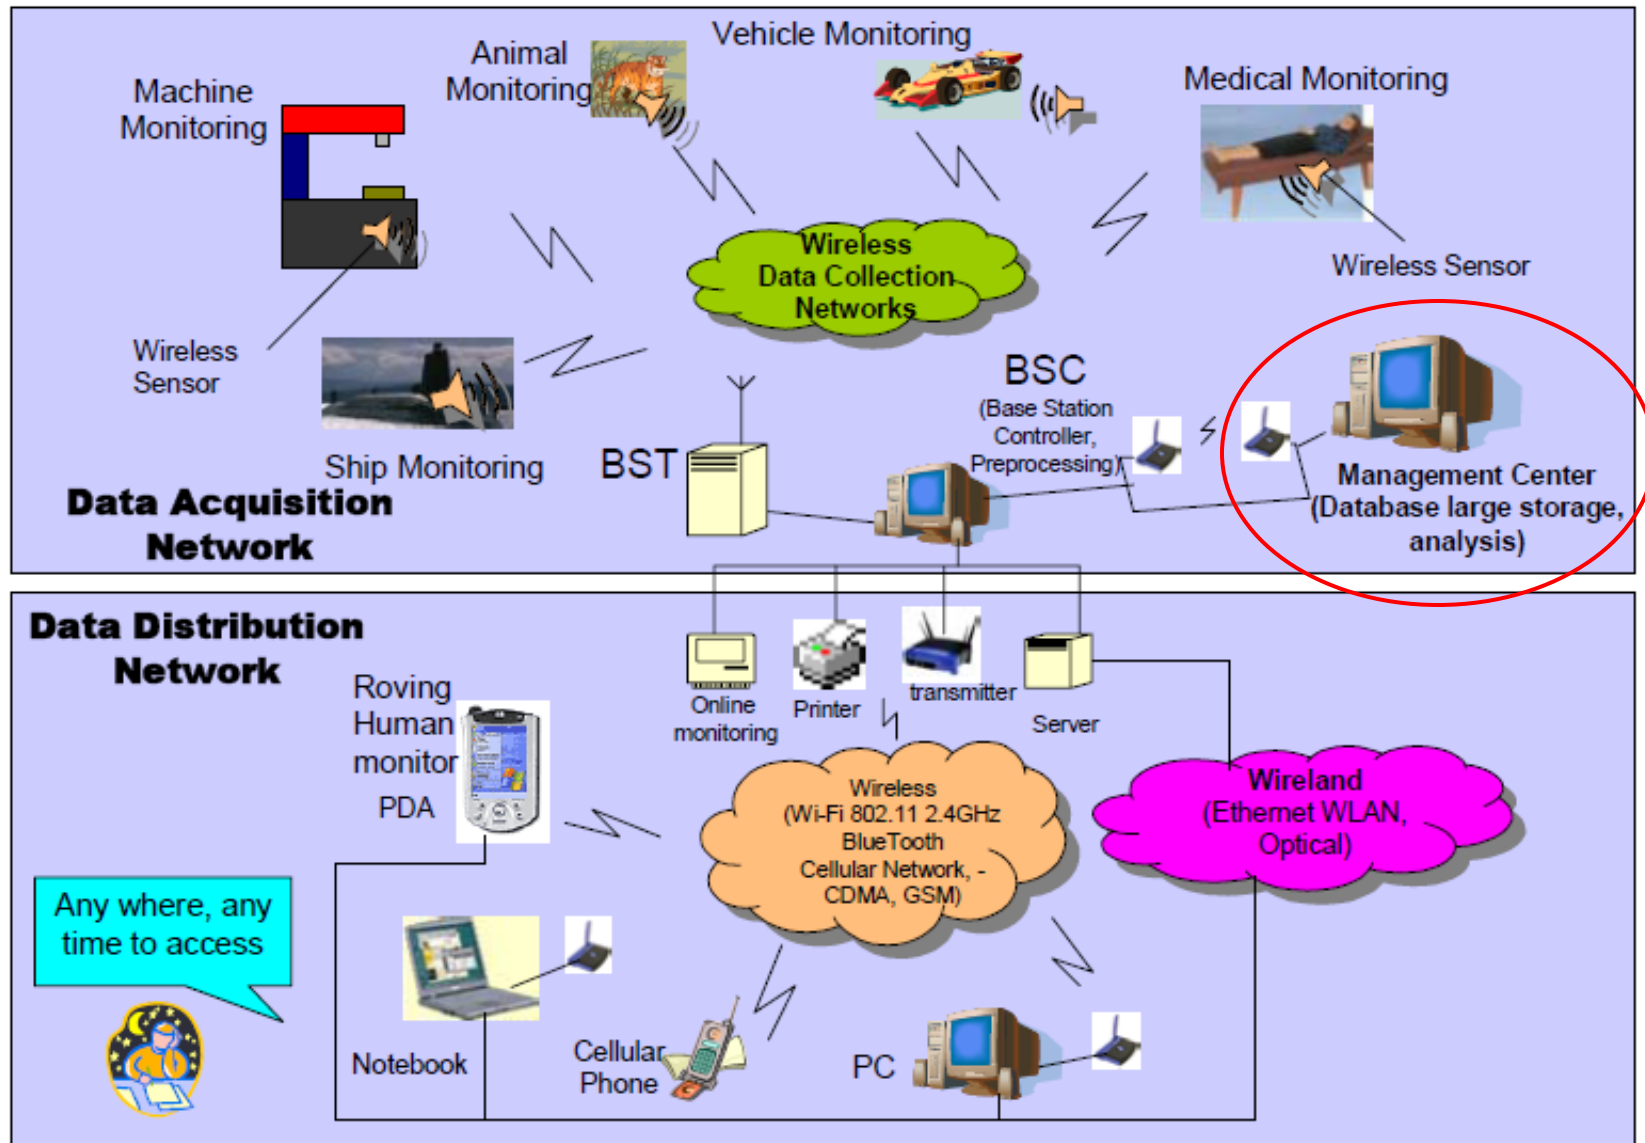 Vehicle Monitoring
Animal
Monitoring
Medical Monitoring
Machine
Monitoring
Wireless
Data Collection
Networks
Wireless Sensor
Wireless
Sensor
BSC
(Base Station
Controller,
Preprocessing)
Ship Monitoring
BST
Management Center
(Database large storage,
analysis)
Data Acquisition
Network
Data Distribution
Network
Roving
Human
monitor
PDA
Online
monitoring
Printer
transmitter
Server
Wireless
(Wi-Fi 802.11 2.4GHz
BlueTooth
Cellular Network, -
CDMA, GSM)
Wireland
(Ethernet WLAN,
Optical)
Any where, any
time to access
Notebook
Cellular
Phone
PC